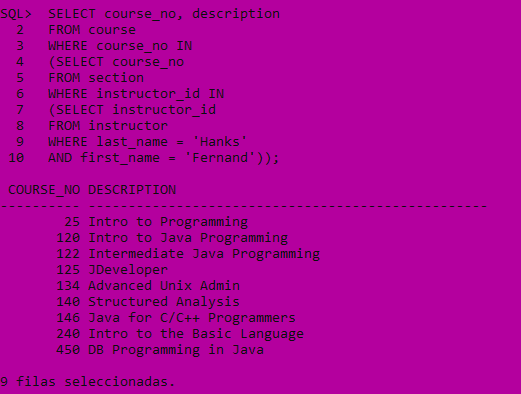 SQL>  SELECT course_no, description
  2   FROM course
  3   WHERE course_no IN
  4   (SELECT course_no
  5   FROM section
  6   WHERE instructor_id IN
  7   (SELECT instructor_id
  8   FROM instructor
  9   WHERE last_name = 'Hanks'
 10   AND first_name = 'Fernand'));
 COURSE_NO DESCRIPTION
---------- --------------------------------------------------
        25 Intro to Programming
       120 Intro to Java Programming
       122 Intermediate Java Programming
       125 JDeveloper
       134 Advanced Unix Admin
       140 Structured Analysis
       146 Java for C/C++ Programmers
       240 Intro to the Basic Language
       450 DB Programming in Java
9 filas seleccionadas.